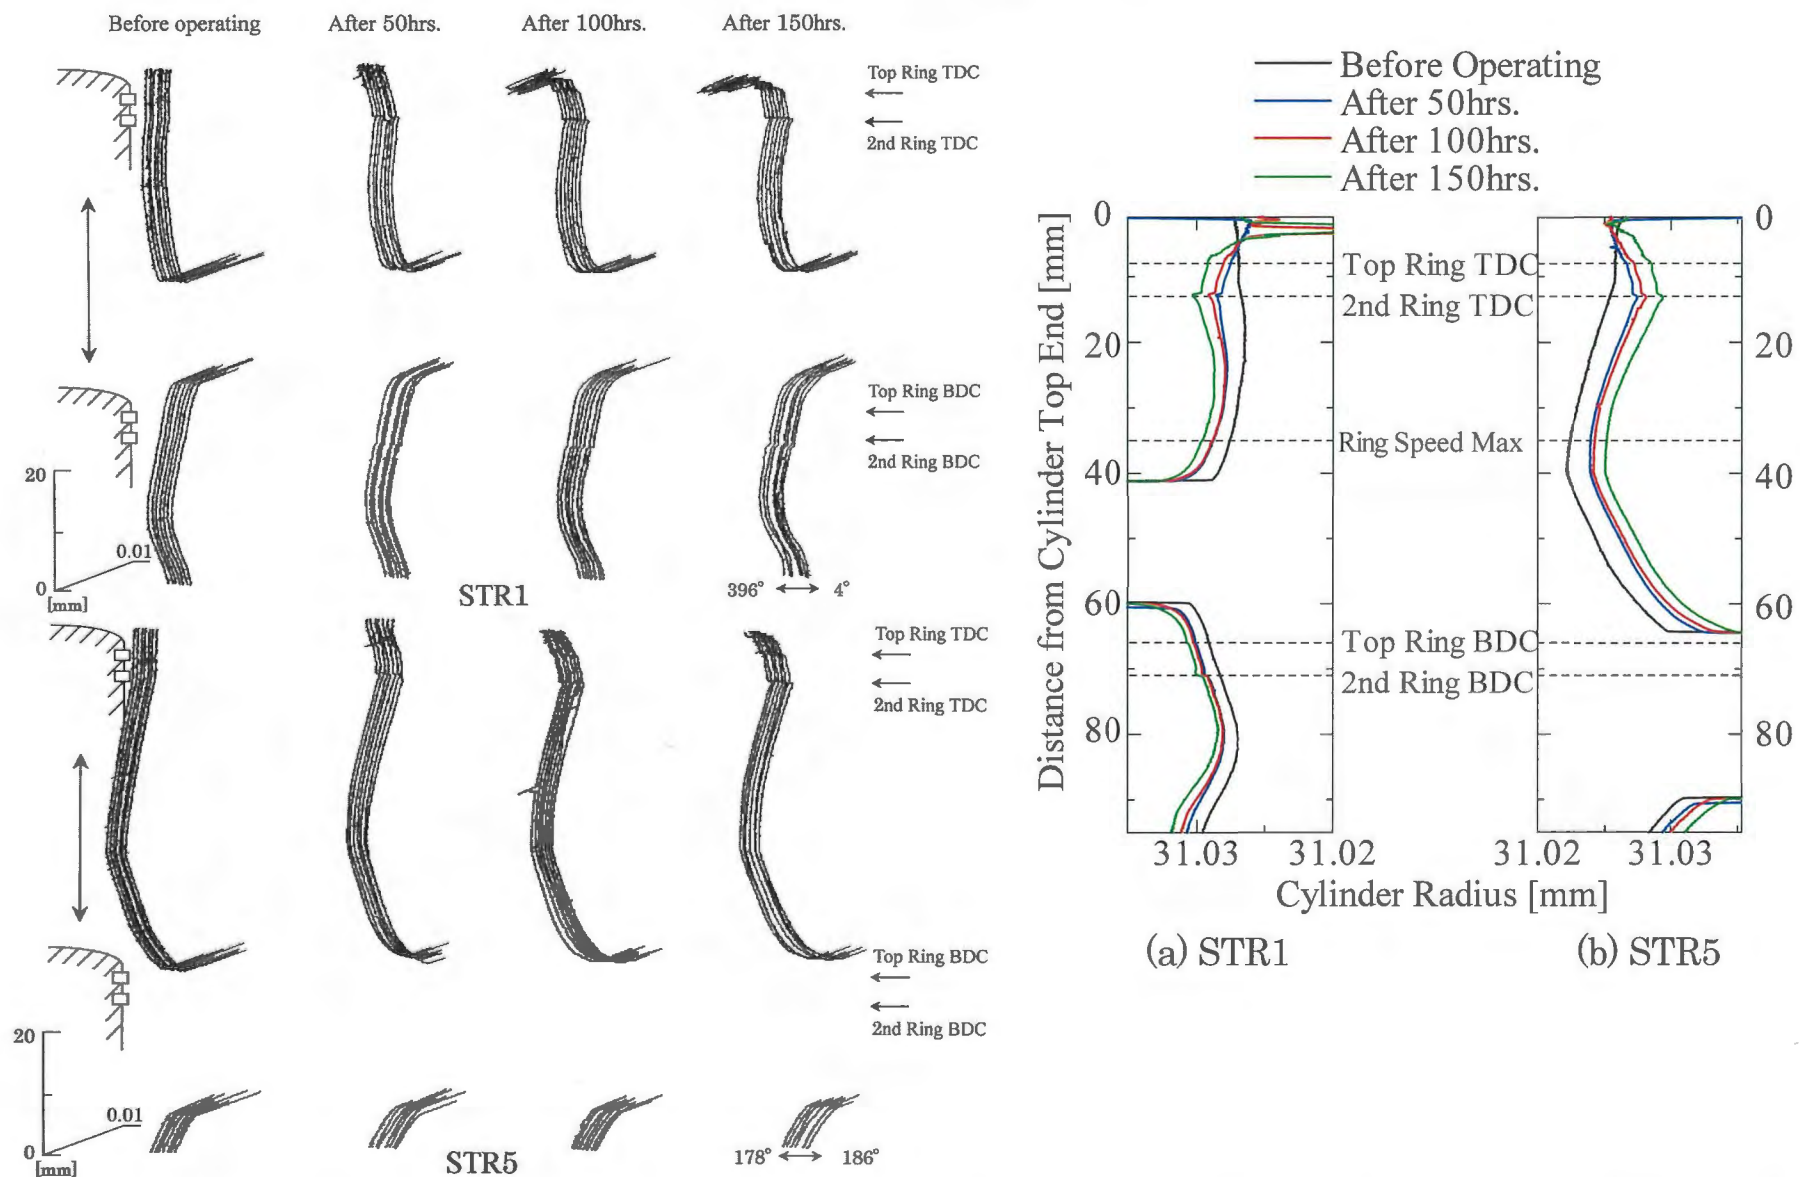 Before operating
After 50hrs.
After 100hrs.
After 150hrs.
Top Ring TDC
2nd Ring TDC
Top Ring BDC
2nd Ring BDC
20
0.01
0
[mm]
STR1
396°
4°
Top Ring TDC
2nd Ring TDC
Top Ring BDC
2nd Ring BDC
20
0.01
0
[mm]
STR5
178°
186°
Before Operating
After 50hrs.
After 100hrs.
After 150hrs.
Distance from Cylinder Top End [mm]
0
20
40
60
80
Top Ring TDC
2nd Ring TDC
Ring Speed Max
Top Ring BDC
2nd Ring BDC
0
20
40
60
80
31.03
31.02
31.02
31.03
Cylinder Radius [mm]
(a) STR1
(b) STR5